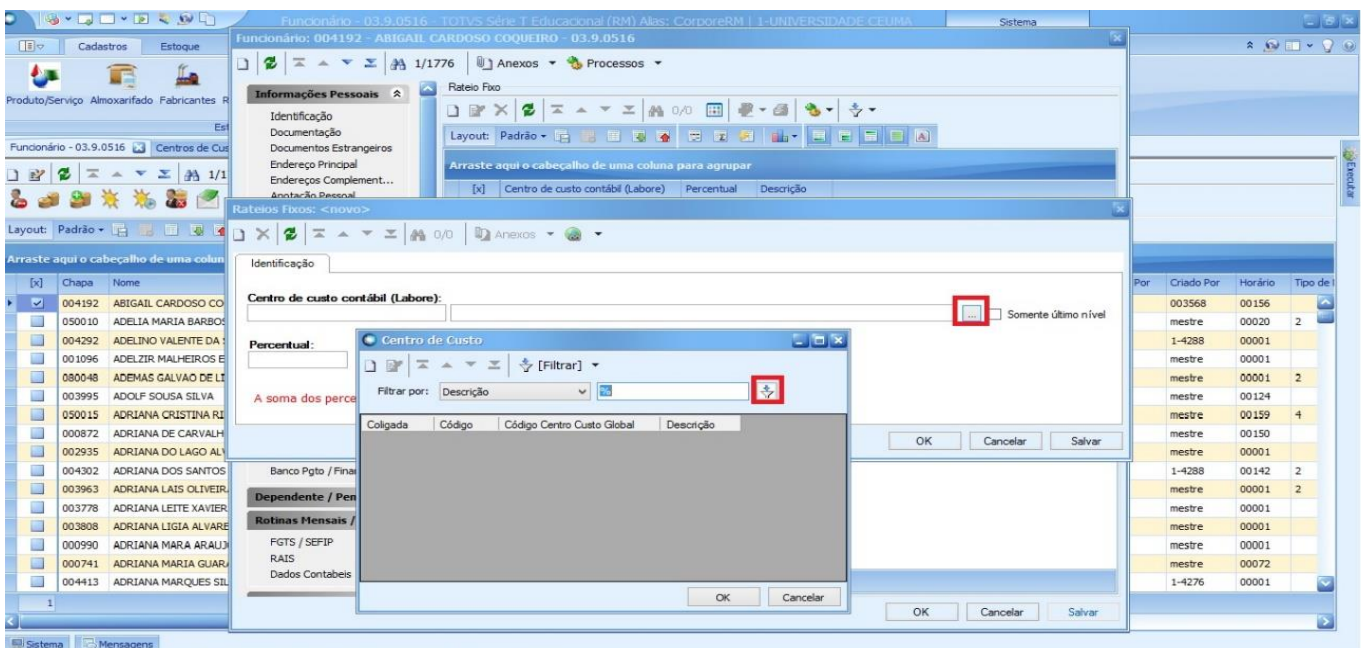 Funcionário - 03.9.0516 - TOTVS Série T Educacional (RM) Alias: CorporeRM | 1-UNIVERSIDADE CEUMA
Sistema
Cadastros Estoque
Funcionário: 004192 - ABIGAIL CARDOSO COQUEIRO - 03.9.0516
1/1776 Anexos Processos
Produto/Serviço Almoxarifado Fabricantes R
Est
Informações Pessoais
Identificação
Documentação
Documentos Estrangeiros
Endereço Principal
Endereços Complement...
Anotação Pessoal
Rateio Fixo
0/0
Layout: Padrão
Arraste aqui o cabeçalho de uma coluna para agrupar
[x] Centro de custo contábil (Labore) Percentual Descrição
Funcionário - 03.9.0516 Centros de Cus
1/1
Executar
Layout: Padrão
Arraste aqui o cabeçalho de uma colun
Rateios Fixos: <novo>
0/0 Anexos
Identificação
Centro de custo contábil (Labore):
... Somente último nível
Percentual:
A soma dos perce
OK Cancelar Salvar
Centro de Custo
[Filtrar]
Filtrar por: Descrição %
Coligada Código Código Centro Custo Global Descrição
OK Cancelar
[x] Chapa Nome Por Criado Por Horário Tipo de
004192 ABIGAIL CARDOSO CO 003568 00156
050010 ADELIA MARIA BARBOS mestre 00020 2
004292 ADELINO VALENTE DA 1-4288 00001
001096 ADELZIR MALHEIROS E mestre 00001
080048 ADEMAS GALVAO DE LI mestre 00001 2
003995 ADOLF SOUSA SILVA mestre 00124
050015 ADRIANA CRISTINA RI mestre 00159 4
000872 ADRIANA DE CARVALH mestre 00150
002935 ADRIANA DO LAGO AL mestre 00001
004302 ADRIANA DOS SANTOS 1-4288 00142 2
003963 ADRIANA LAIS OLIVEIR mestre 00001 2
003778 ADRIANA LEITE XAVIER mestre 00001
003808 ADRIANA LIGIA ALVARE mestre 00001
000990 ADRIANA MARA ARAUJ mestre 00001
000741 ADRIANA MARIA GUAR mestre 00072
004413 ADRIANA MARQUES SIL 1-4276 00001
1
Banco Pgto / Fina
Dependente / Pen
Rotinas Mensais /
FGTS / SEFIP
RAIS
Dados Contabeis
OK Cancelar Salvar
Sistema Mensagens